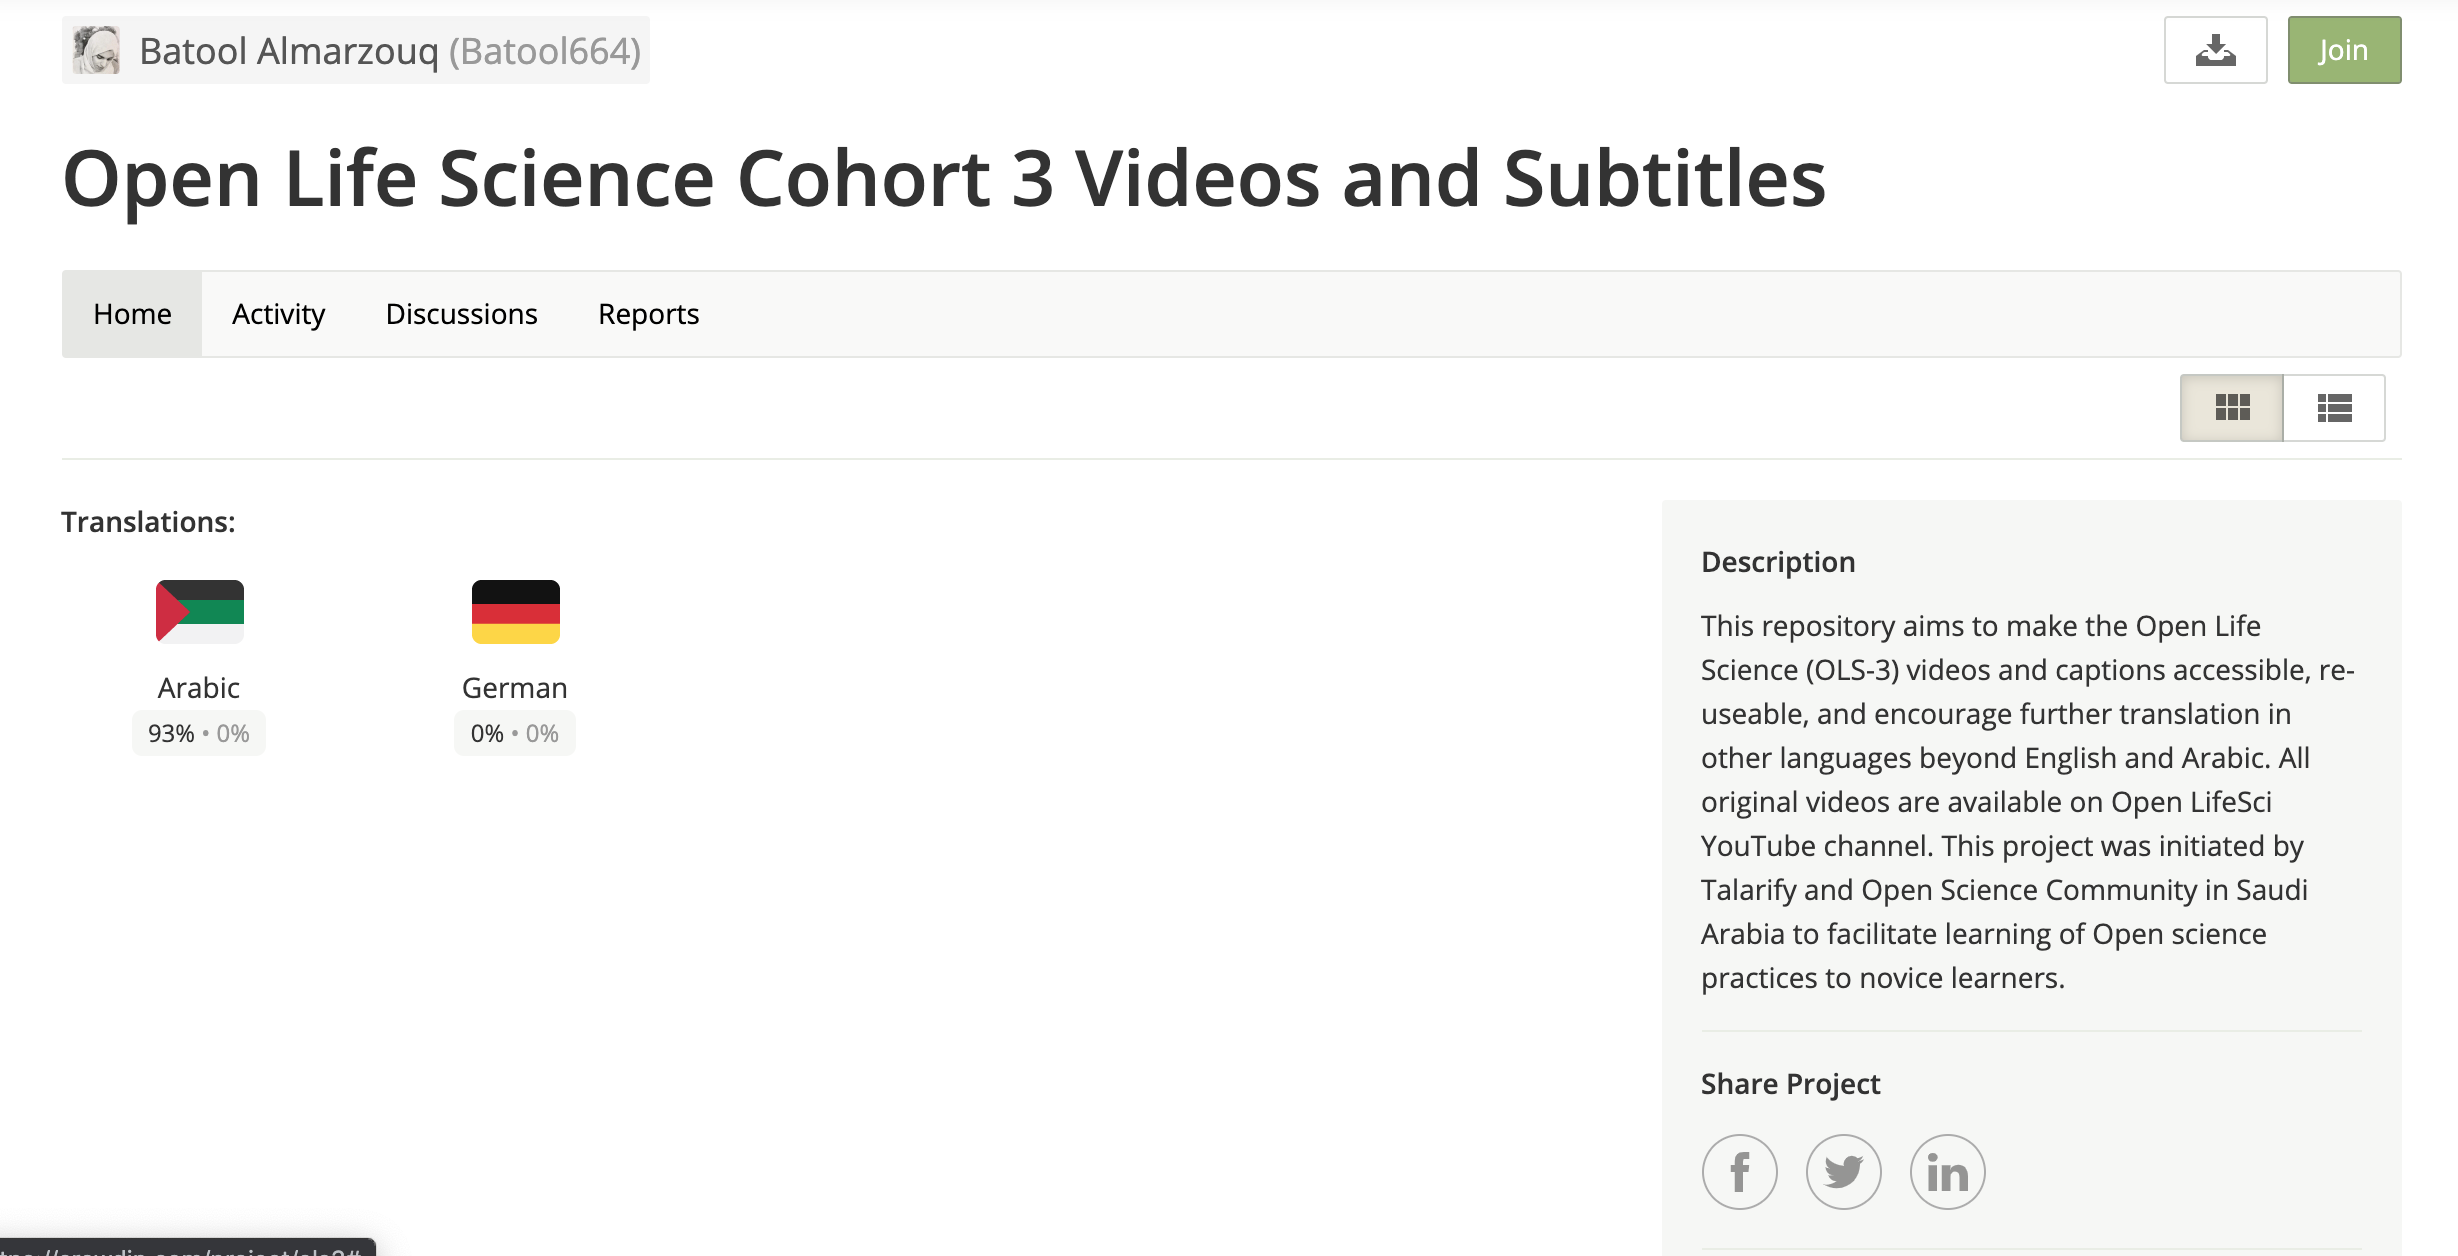 Batool Almarzouq (Batool664)
Join
Open Life Science Cohort 3 Videos and Subtitles
Home Activity Discussions Reports
Translations:
Arabic
93% • 0%
German
0% • 0%
Description
This repository aims to make the Open Life
Science (OLS-3) videos and captions accessible, re-
useable, and encourage further translation in
other languages beyond English and Arabic. All
original videos are available on Open LifeSci
YouTube channel. This project was initiated by
Talarify and Open Science Community in Saudi
Arabia to facilitate learning of Open science
practices to novice learners.
Share Project
f
in